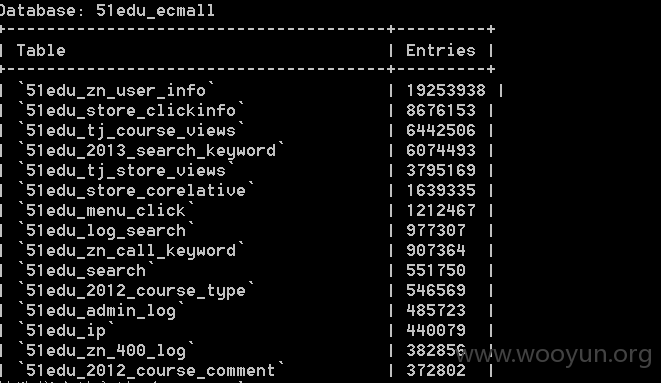 Database: 51edu_ecmall
+---------------------------------------+---------+
| Table | Entries |
+---------------------------------------+---------+
| `51edu_zn_user_info` | 19253938 |
| `51edu_store_clickinfo` | 8676153 |
| `51edu_tj_course_views` | 6442506 |
| `51edu_2013_search_keyword` | 6074493 |
| `51edu_tj_store_views` | 3795169 |
| `51edu_store_corelative` | 1639335 |
| `51edu_menu_click` | 1212467 |
| `51edu_log_search` | 977307 |
| `51edu_zn_call_keyword` | 907364 |
| `51edu_search` | 551750 |
| `51edu_2012_course_type` | 546569 |
| `51edu_admin_log` | 485723 |
| `51edu_ip` | 440079 |
| `51edu_zn_400_log` | 382856 |
| `51edu_2012_course_comment` | 372802 |
www.wooyun.org